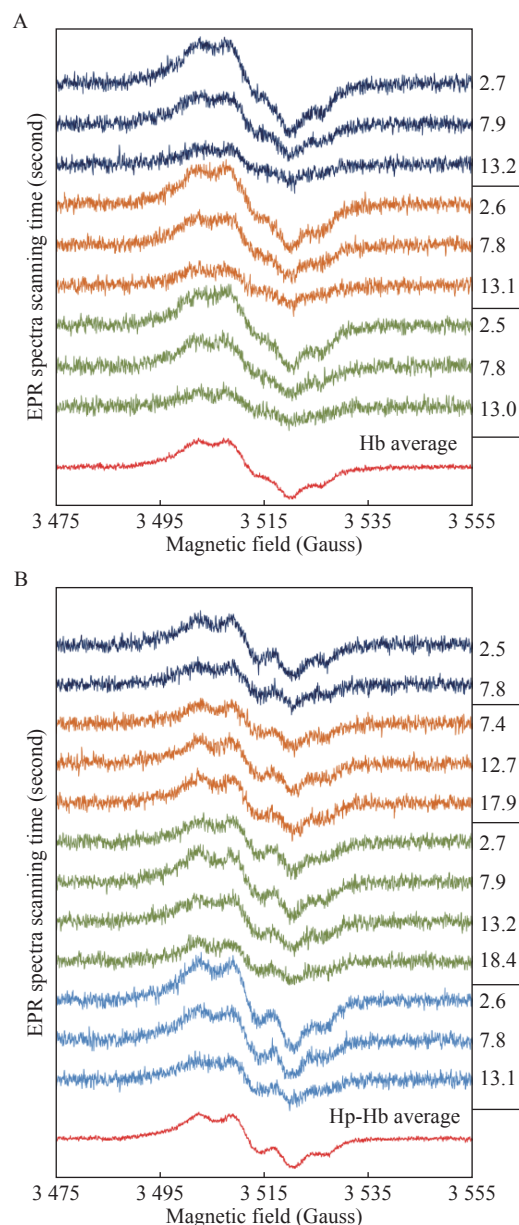 A
EPR spectra scanning time (second)
2.7
7.9
13.2
2.6
7.8
13.1
2.5
7.8
13.0
Hb average
3 475 3 495 3 515 3 535 3 555
Magnetic field (Gauss)
B
EPR spectra scanning time (second)
2.5
7.8
7.4
12.7
17.9
2.7
7.9
13.2
18.4
2.6
7.8
13.1
Hp-Hb average
3 475 3 495 3 515 3 535 3 555
Magnetic field (Gauss)